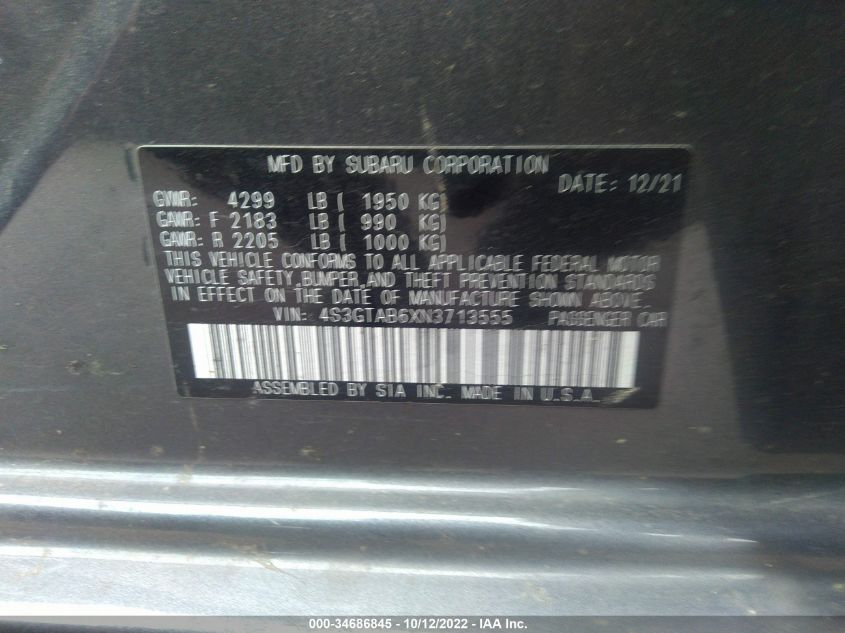 MFD BY SUBARU CORPORATION
DATE: 12/21
GVWR: 4299 LB ( 1950 KG)
GAWR: F 2183 LB ( 990 KG)
GAWR: R 2205 LB ( 1000 KG)
THIS VEHICLE CONFORMS TO ALL APPLICABLE FEDERAL MOTOR
VEHICLE SAFETY,BUMPER,AND THEFT PREVENTION STANDARDS
IN EFFECT ON THE DATE OF MANUFACTURE SHOWN ABOVE.
VIN: 4S3GTAB6XN3713555 PASSENGER CAR
ASSEMBLED BY SIA INC. MADE IN U.S.A.
000-34686845 - 10/12/2022 - IAA Inc.